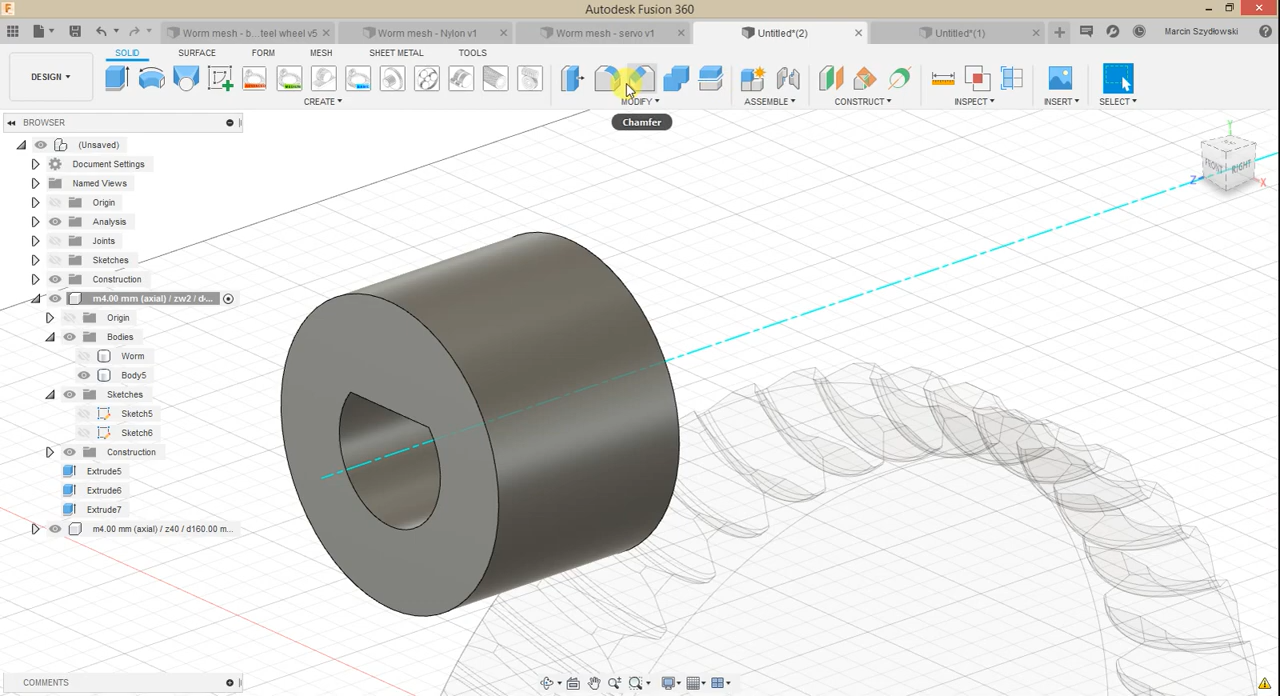 Autodesk Fusion 360
Worm mesh - b...teel wheel v5
Worm mesh - Nylon v1
Worm mesh - servo v1
Untitled*(2)
Untitled*(1)
Marcin Szydłowski
SOLID
SURFACE
FORM
MESH
SHEET METAL
TOOLS
DESIGN
CREATE
MODIFY
ASSEMBLE
CONSTRUCT
INSPECT
INSERT
SELECT
BROWSER
Chamfer
(Unsaved)
Document Settings
Named Views
Origin
Analysis
Joints
Sketches
Construction
m4.00 mm (axial) / zw2 / d-...
Origin
Bodies
Worm
Body5
Sketches
Sketch5
Sketch6
Construction
Extrude5
Extrude6
Extrude7
m4.00 mm (axial) / z40 / d160.00 m...
Y
FRONT
RIGHT
Z
X
COMMENTS